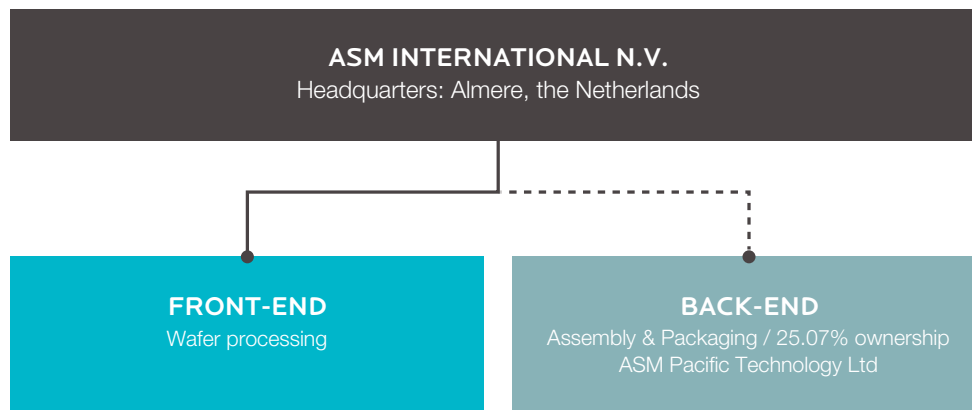 ASM INTERNATIONAL N.V.
Headquarters: Almere, the Netherlands
FRONT-END
Wafer processing
BACK-END
Assembly & Packaging / 25.07% ownership
ASM Pacific Technology Ltd